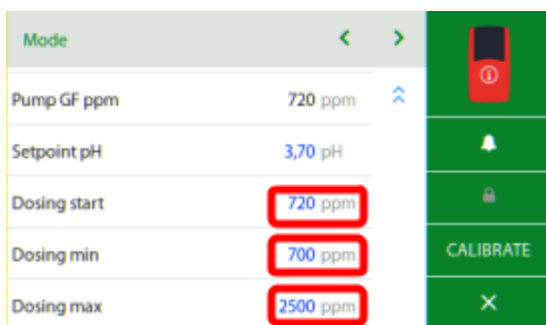 Mode
Pump GF ppm 720 ppm
Setpoint pH 3,70 pH
Dosing start 720 ppm
Dosing min 700 ppm
Dosing max 2500 ppm
CALIBRATE